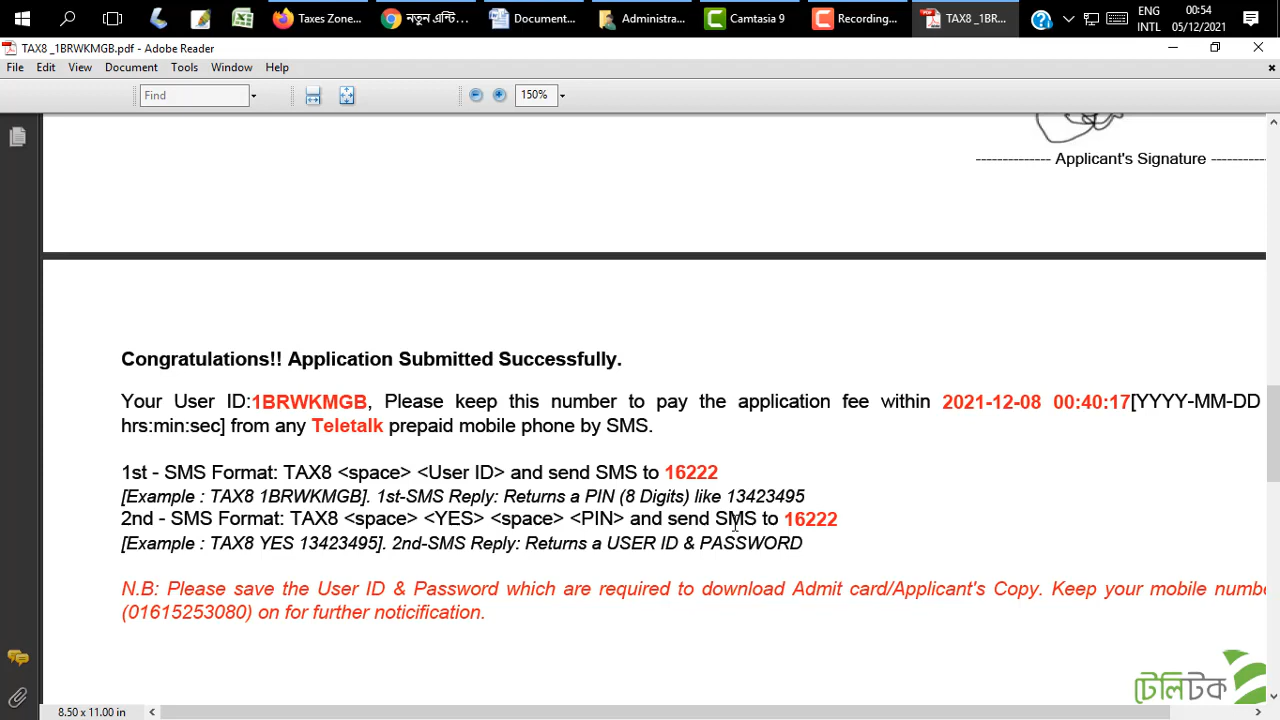 Taxes Zone...
নতুন এন্টি...
Document...
Administra...
Camtasia 9
Recording...
TAX8 _1BR...
ENG
INTL
00:54
05/12/2021
TAX8 _1BRWKMGB.pdf - Adobe Reader
File Edit View Document Tools Window Help
Find
150%
-------------- Applicant's Signature -----------
Congratulations!! Application Submitted Successfully.
Your User ID:1BRWKMGB, Please keep this number to pay the application fee within 2021-12-08 00:40:17[YYYY-MM-DD
hrs:min:sec] from any Teletalk prepaid mobile phone by SMS.
1st - SMS Format: TAX8 <space> <User ID> and send SMS to 16222
[Example : TAX8 1BRWKMGB]. 1st-SMS Reply: Returns a PIN (8 Digits) like 13423495
2nd - SMS Format: TAX8 <space> <YES> <space> <PIN> and send SMS to 16222
[Example : TAX8 YES 13423495]. 2nd-SMS Reply: Returns a USER ID & PASSWORD
N.B: Please save the User ID & Password which are required to download Admit card/Applicant's Copy. Keep your mobile numbe
(01615253080) on for further noticification.
টেলিটক
8.50 x 11.00 in